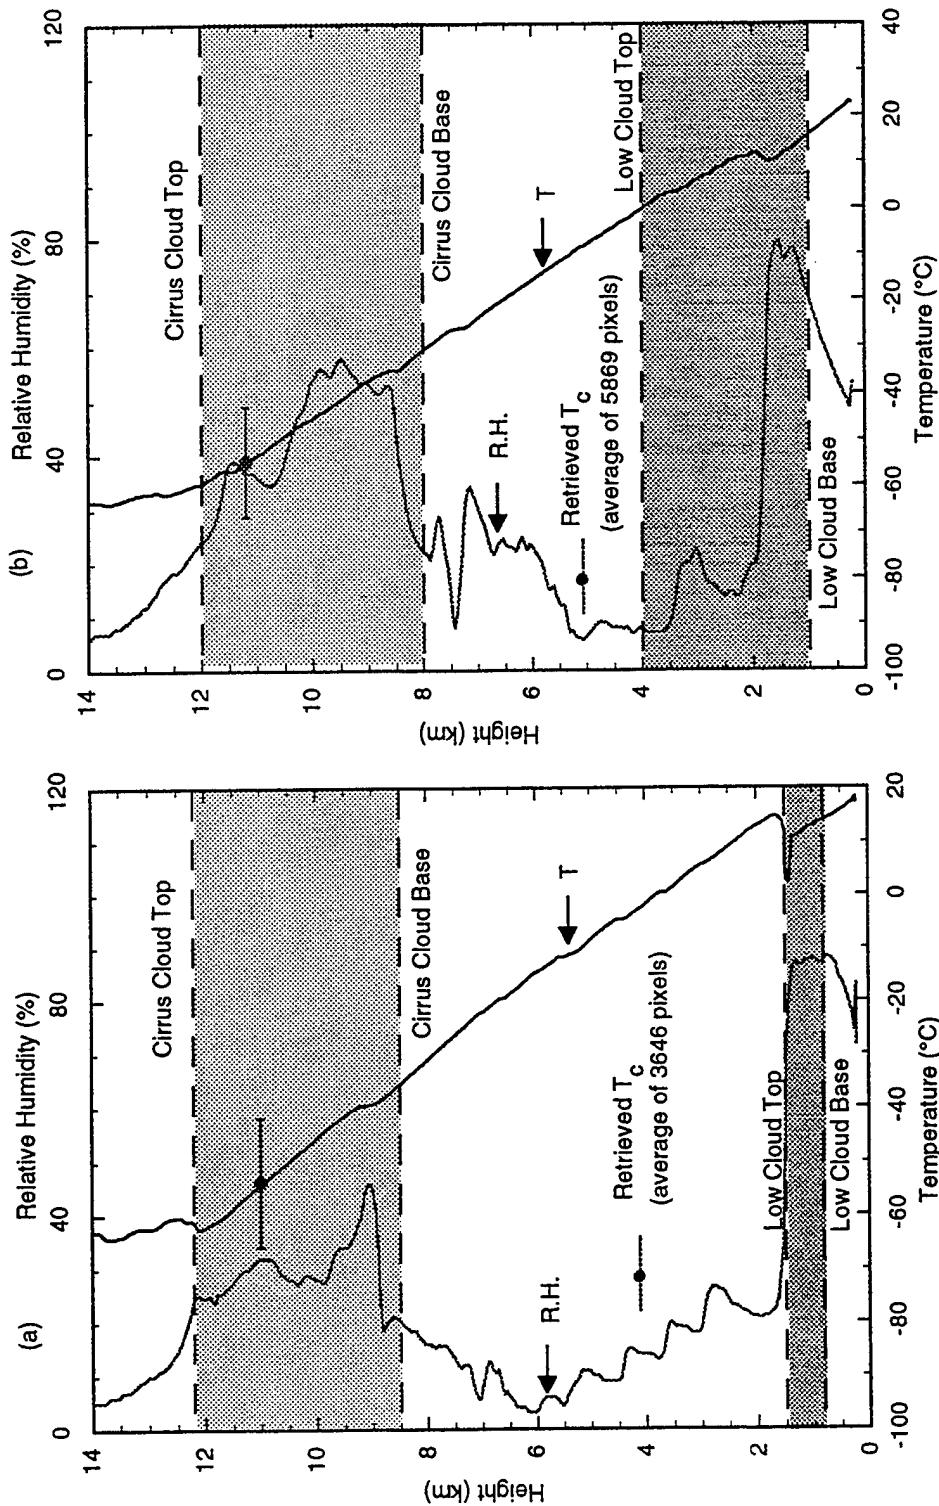 (a)
Relative Humidity (%)
0
40
80
120
14
12
10
8
6
4
2
0
Height (km)
Cirrus Cloud Top
Cirrus Cloud Base
T
R.H.
Retrieved Tc
(average of 3646 pixels)
Low Cloud Top
Low Cloud Base
-100
-80
-60
-40
-20
0
20
Temperature (°C)
(b)
Relative Humidity (%)
0
40
80
120
14
12
10
8
6
4
2
0
Height (km)
Cirrus Cloud Top
Cirrus Cloud Base
T
R.H.
Retrieved Tc
(average of 5869 pixels)
Low Cloud Top
Low Cloud Base
-100
-80
-60
-40
-20
0
20
40
Temperature (°C)